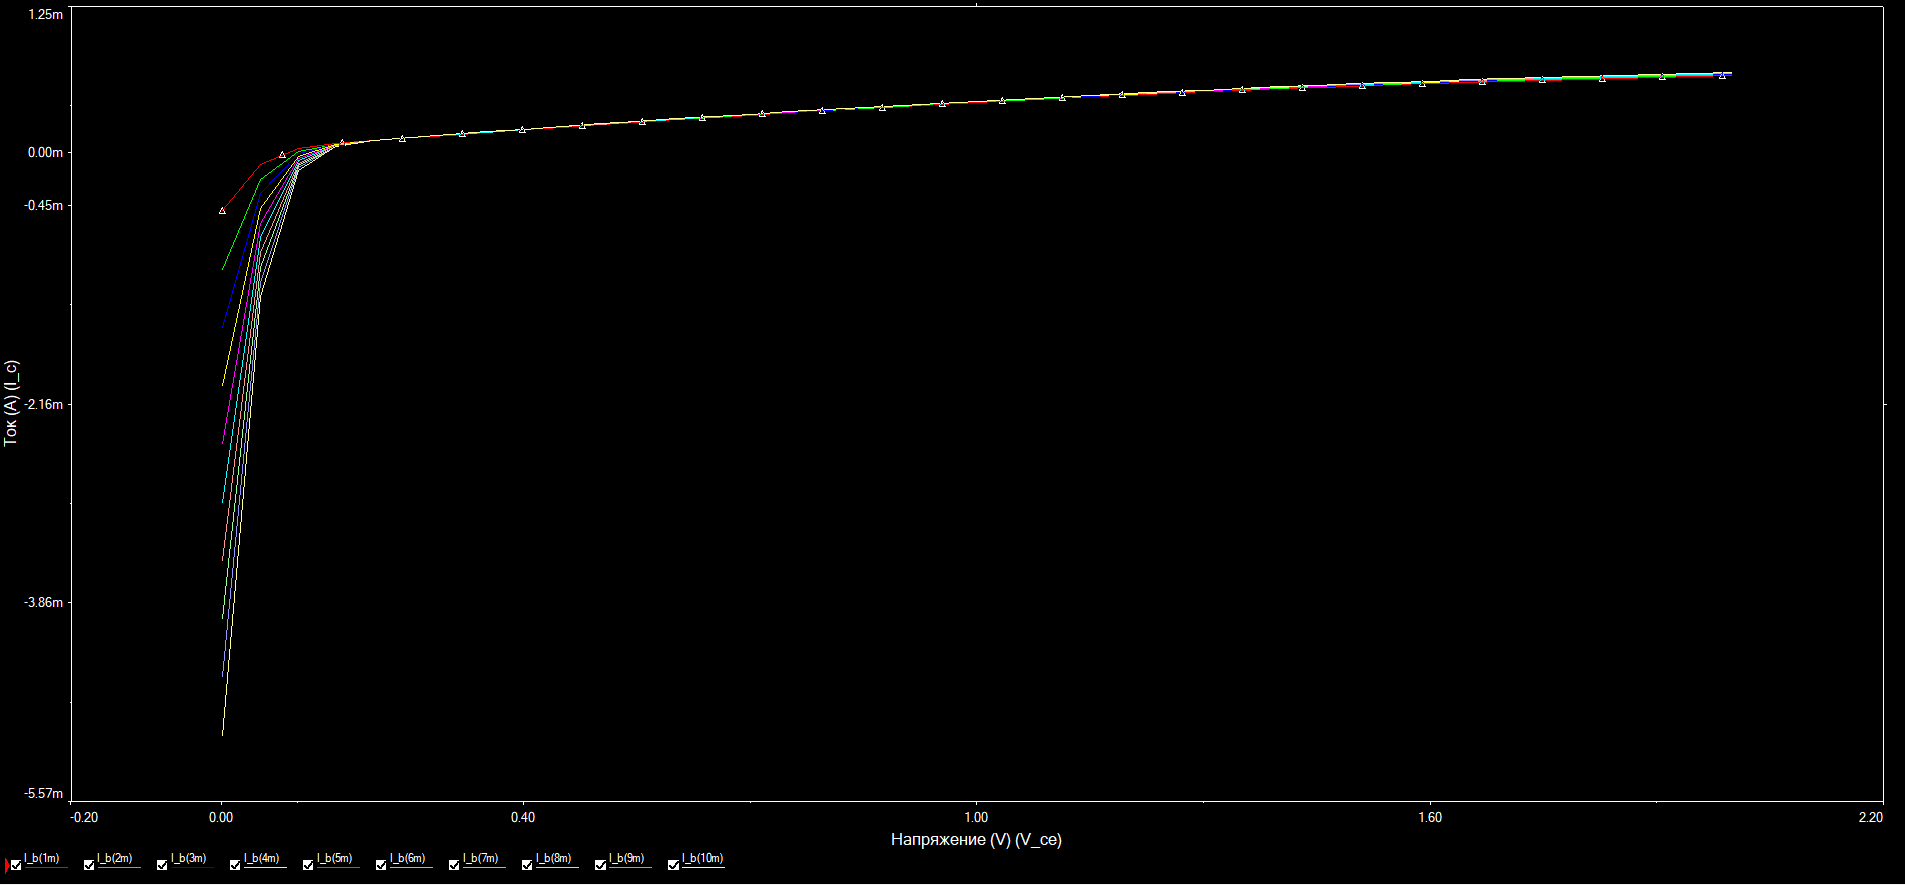 1.25m
0.00m
-0.45m
-2.16m
-3.86m
-5.57m
Ток (A) (I_c)
-0.20 0.00 0.40 1.00 1.60 2.20
Напряжение (V) (V_ce)
I_b(1m) I_b(2m) I_b(3m) I_b(4m) I_b(5m) I_b(6m) I_b(7m) I_b(8m) I_b(9m) I_b(10m)